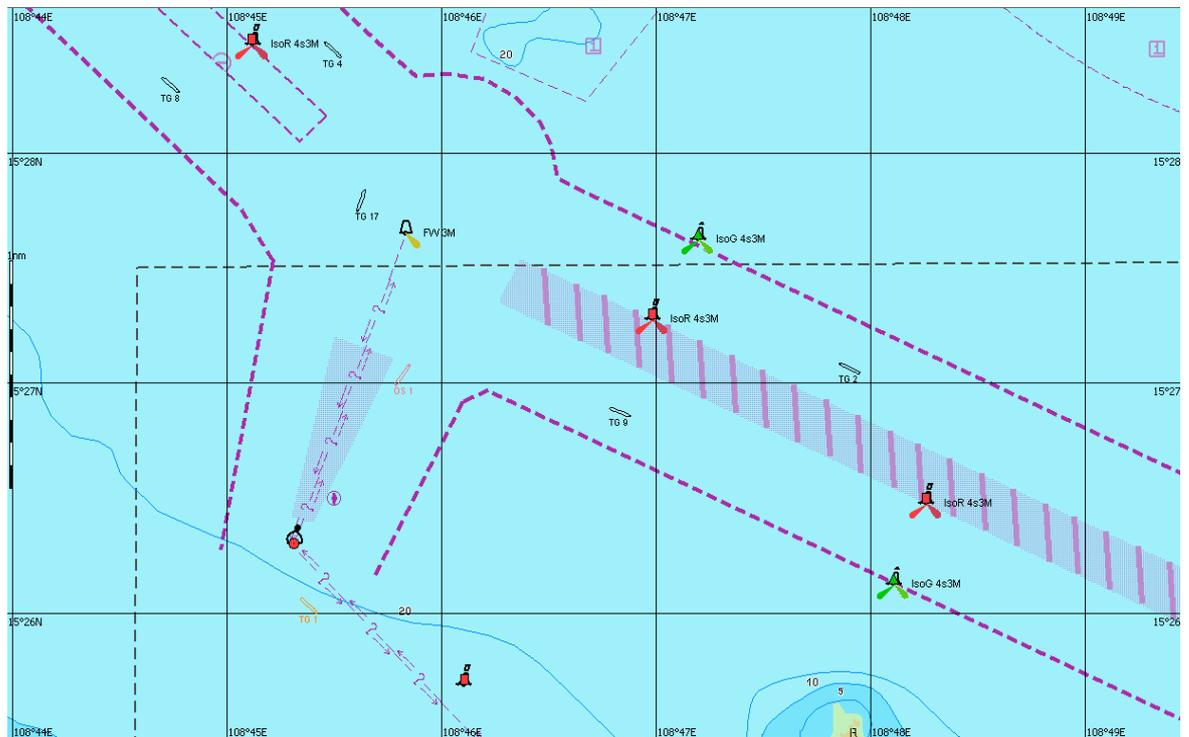 108°44E
108°45E
108°46E
108°47E
108°48E
108°49E
IsoR 4s3M
TG 4
20
1
1
TG 8
15°28N
15°28
TG 17
FW 3M
IsoG 4s3M
1nm
IsoR 4s3M
?
?
TG 2
OS 1
5°27N
15°27
TG 9
?
?
IsoR 4s3M
?
IsoG 4s3M
TG 1
20
15°26N
15°26
?
?
10
5
R
108°44E
108°45E
108°46E
108°47E
108°48E
108°49E